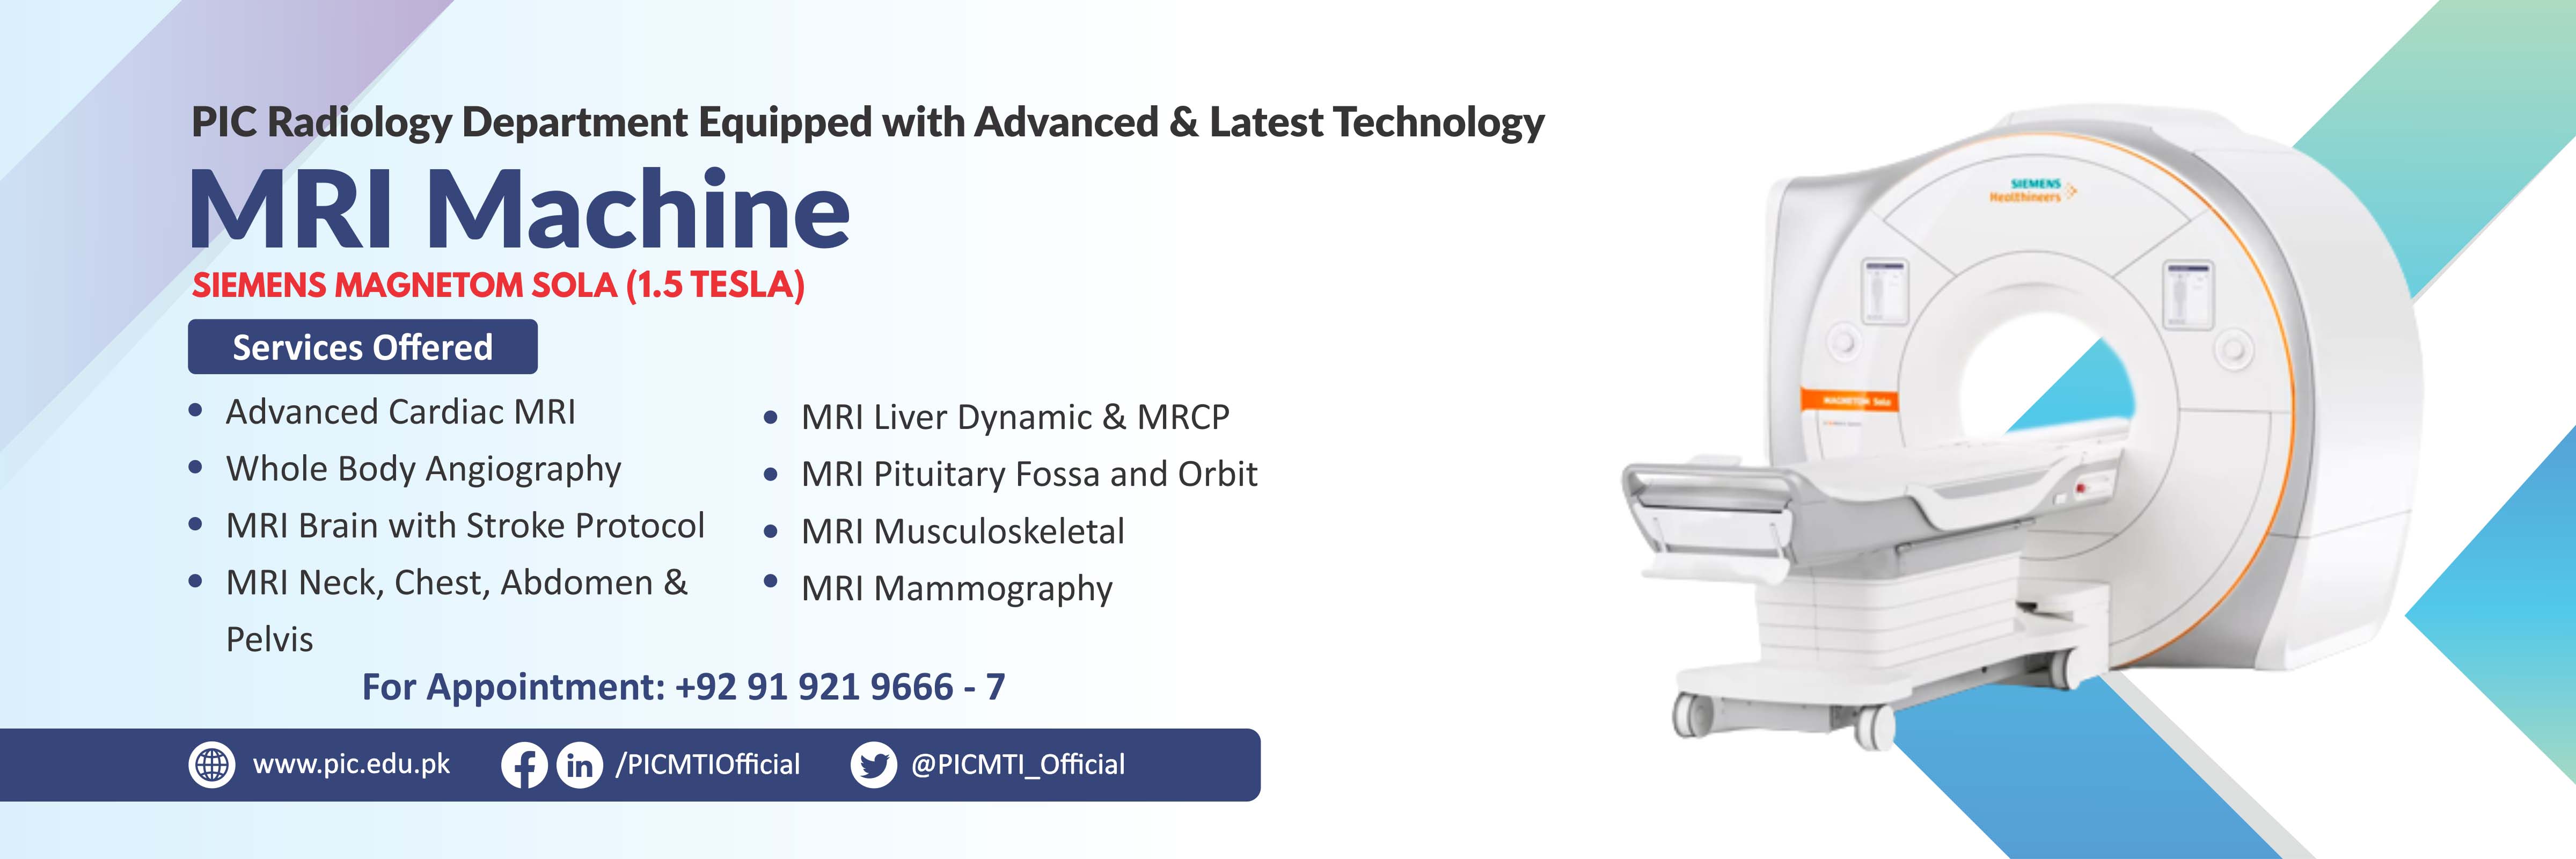 PIC Radiology Department Equipped with Advanced & Latest Technology
MRI Machine
SIEMENS MAGNETOM SOLA (1.5 TESLA)
Services Offered
Advanced Cardiac MRI
Whole Body Angiography
MRI Brain with Stroke Protocol
MRI Neck, Chest, Abdomen &
Pelvis
MRI Liver Dynamic & MRCP
MRI Pituitary Fossa and Orbit
MRI Musculoskeletal
MRI Mammography
For Appointment: +92 91 921 9666 - 7
www.pic.edu.pk
/PICMTIOfficial
@PICMTI_Official
SIEMENS
Healthineers
MAGNETOM Sola